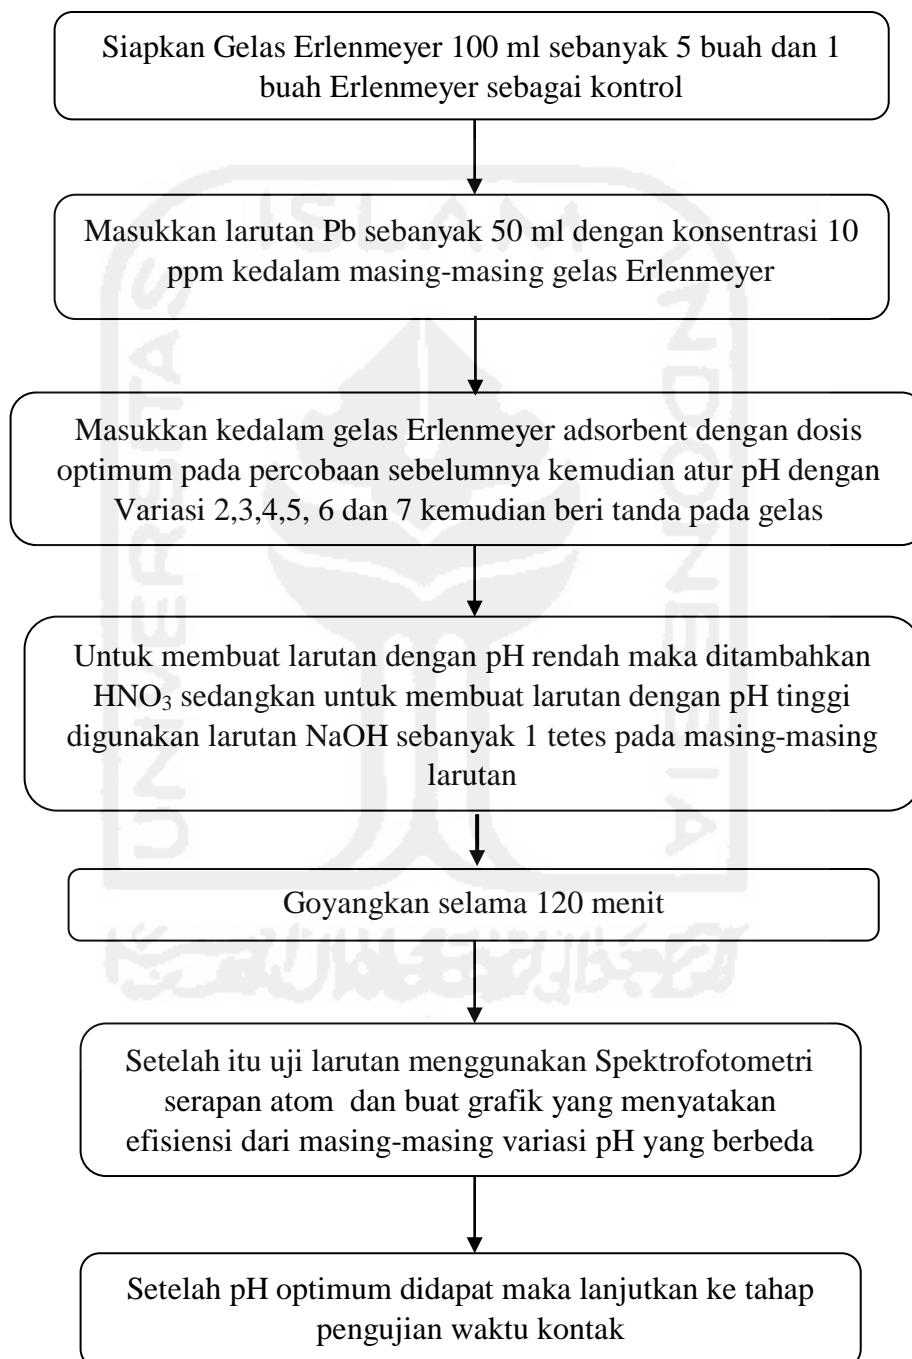 Siapkan Gelas Erlenmeyer 100 ml sebanyak 5 buah dan 1
buah Erlenmeyer sebagai kontrol
Masukkan larutan Pb sebanyak 50 ml dengan konsentrasi 10
ppm kedalam masing-masing gelas Erlenmeyer
Masukkan kedalam gelas Erlenmeyer adsorbent dengan dosis
optimum pada percobaan sebelumnya kemudian atur pH dengan
Variasi 2,3,4,5, 6 dan 7 kemudian beri tanda pada gelas
Untuk membuat larutan dengan pH rendah maka ditambahkan
HNO₃ sedangkan untuk membuat larutan dengan pH tinggi
digunakan larutan NaOH sebanyak 1 tetes pada masing-masing
larutan
Goyangkan selama 120 menit
Setelah itu uji larutan menggunakan Spektrofotometri
serapan atom dan buat grafik yang menyatakan
efisiensi dari masing-masing variasi pH yang berbeda
Setelah pH optimum didapat maka lanjutkan ke tahap
pengujian waktu kontak
UNIVERSITAS
ISLAM
INDONESIA